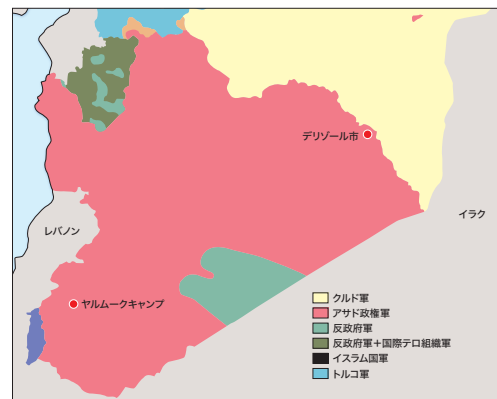 デリゾール市
イラク
レバノン
ヤルムークキャンプ
クルド軍
アサド政権軍
反政府軍
反政府軍＋国際テロ組織軍
イスラム国軍
トルコ軍